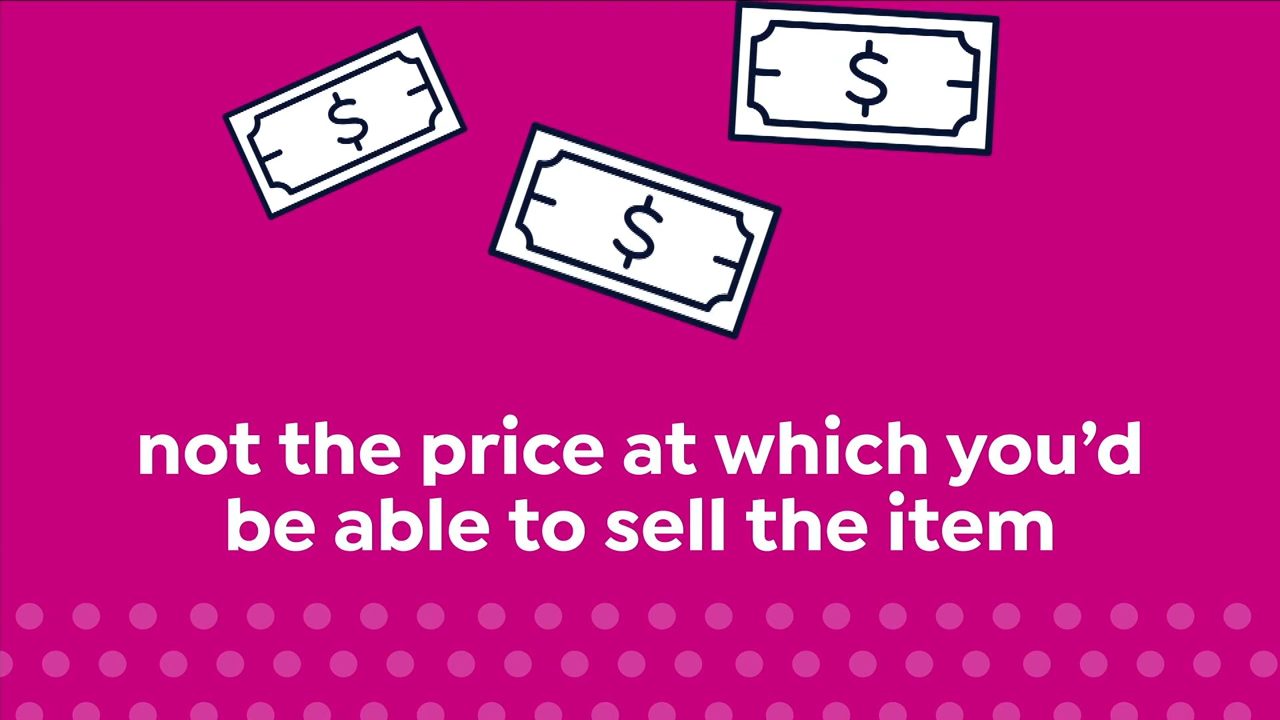 $
$
$
not the price at which you’d
be able to sell the item